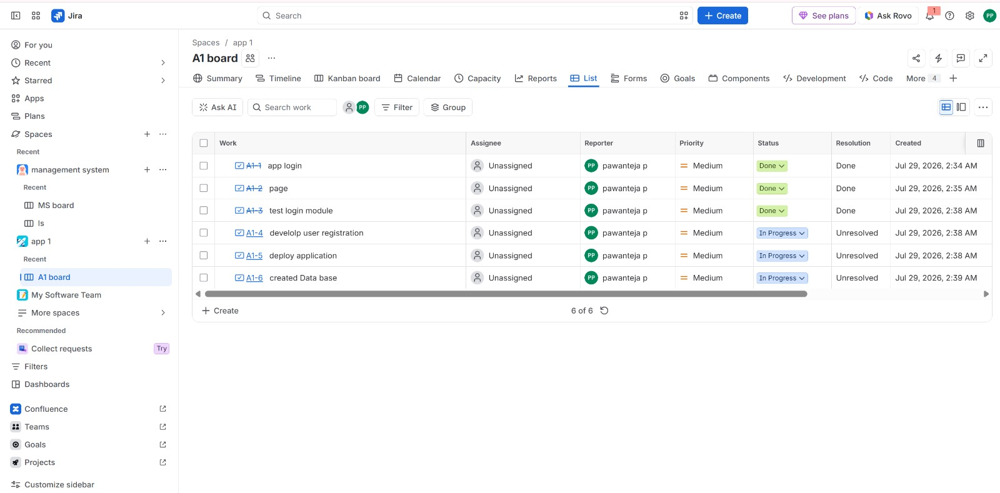 Jira
Search
Create
See plans
Ask Rovo
1
PP
For you
Recent
Starred
Apps
Plans
Spaces
Recent
management system
Recent
MS board
Is
app 1
Recent
A1 board
My Software Team
More spaces
Recommended
Collect requests
Try
Filters
Dashboards
Confluence
Teams
Goals
Projects
Customize sidebar
Spaces / app 1
A1 board
Summary Timeline Kanban board Calendar Capacity Reports List Forms Goals Components Development Code More 4
Ask AI Search work PP Filter Group
Work Assignee Reporter Priority Status Resolution Created
A1-1 app login Unassigned PP pawanteja p Medium Done Done Jul 29, 2026, 2:34 AM
A1-2 page Unassigned PP pawanteja p Medium Done Done Jul 29, 2026, 2:35 AM
A1-3 test login module Unassigned PP pawanteja p Medium Done Done Jul 29, 2026, 2:38 AM
A1-4 develolp user registration Unassigned PP pawanteja p Medium In Progress Unresolved Jul 29, 2026, 2:38 AM
A1-5 deploy application Unassigned PP pawanteja p Medium In Progress Unresolved Jul 29, 2026, 2:38 AM
A1-6 created Data base Unassigned PP pawanteja p Medium In Progress Unresolved Jul 29, 2026, 2:39 AM
Create
6 of 6